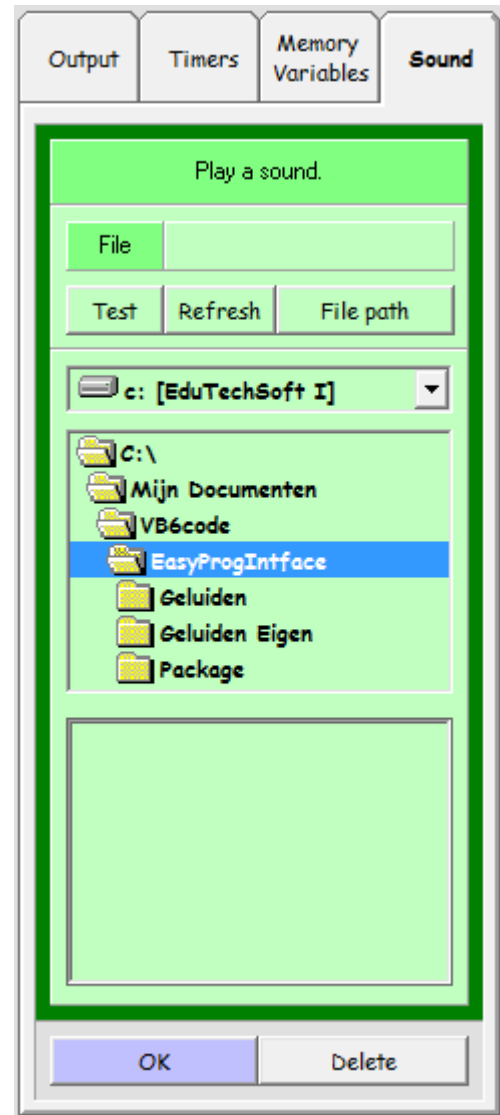 Output
Timers
Memory
Variables
Sound
Play a sound.
File
Test
Refresh
File path
c: [EduTechSoft I]
C:\
Mijn Documenten
VB6code
EasyProgIntface
Geluiden
Geluiden Eigen
Package
OK
Delete